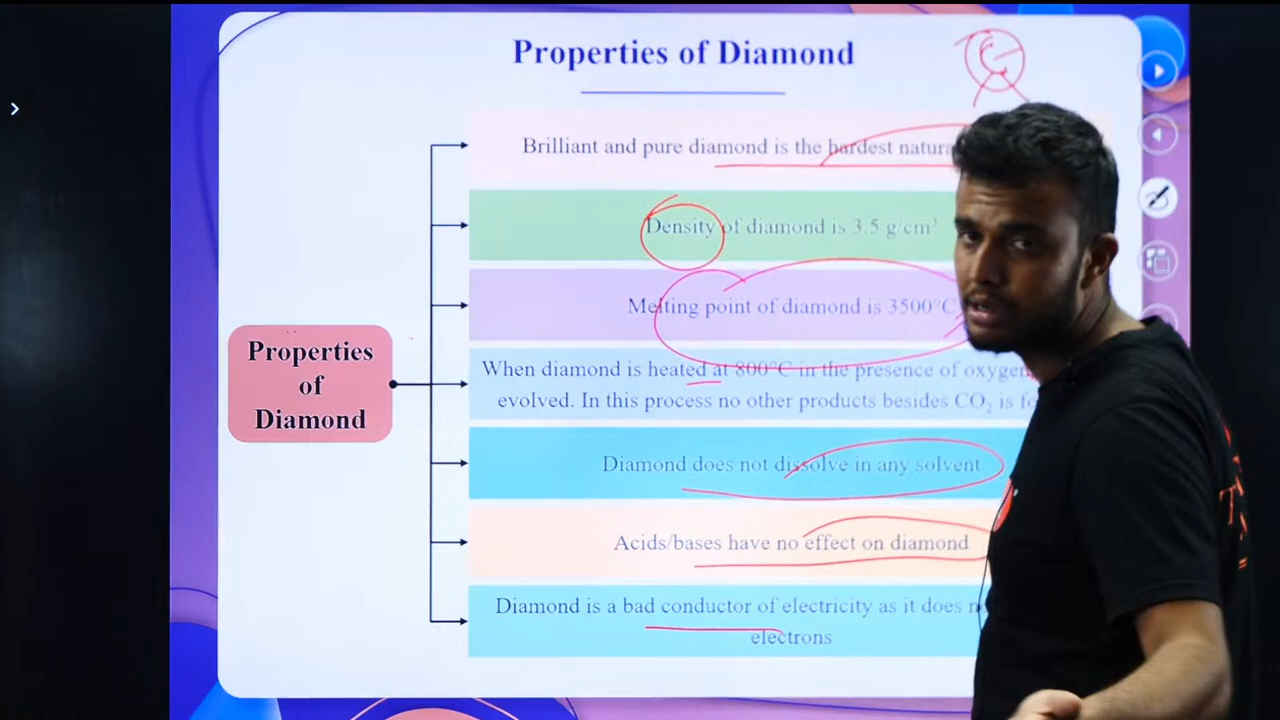 Properties of Diamond
Brilliant and pure diamond is the hardest
Density of diamond is 3.5 g/cm³
Melting point of diamond is 3500°C
When diamond is heated at 800°C in the presence of
evolved. In this process no other products besides CO₂ is
Properties
of
Diamond
Diamond does not dissolve in any solvent
Acids/bases have no effect on diamond
Diamond is a bad conductor of electricity as it does
electrons